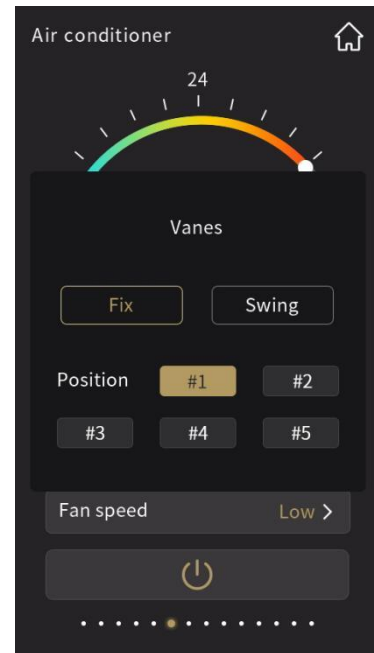 Air conditioner
24
Vanes
Fix Swing
Position #1 #2
#3 #4 #5
Fan speed Low